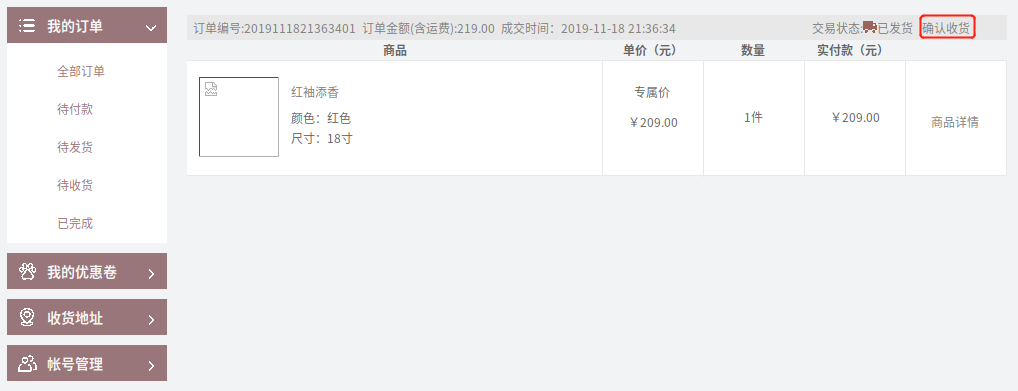 我的订单
全部订单
待付款
待发货
待收货
已完成
我的优惠卷
收货地址
帐号管理
订单编号:2019111821363401 订单金额(含运费):219.00 成交时间：2019-11-18 21:36:34 交易状态: 已发货 确认收货
商品 单价（元） 数量 实付款（元）
红袖添香
颜色：红色
尺寸：18寸
专属价
￥209.00
1件
￥209.00
商品详情